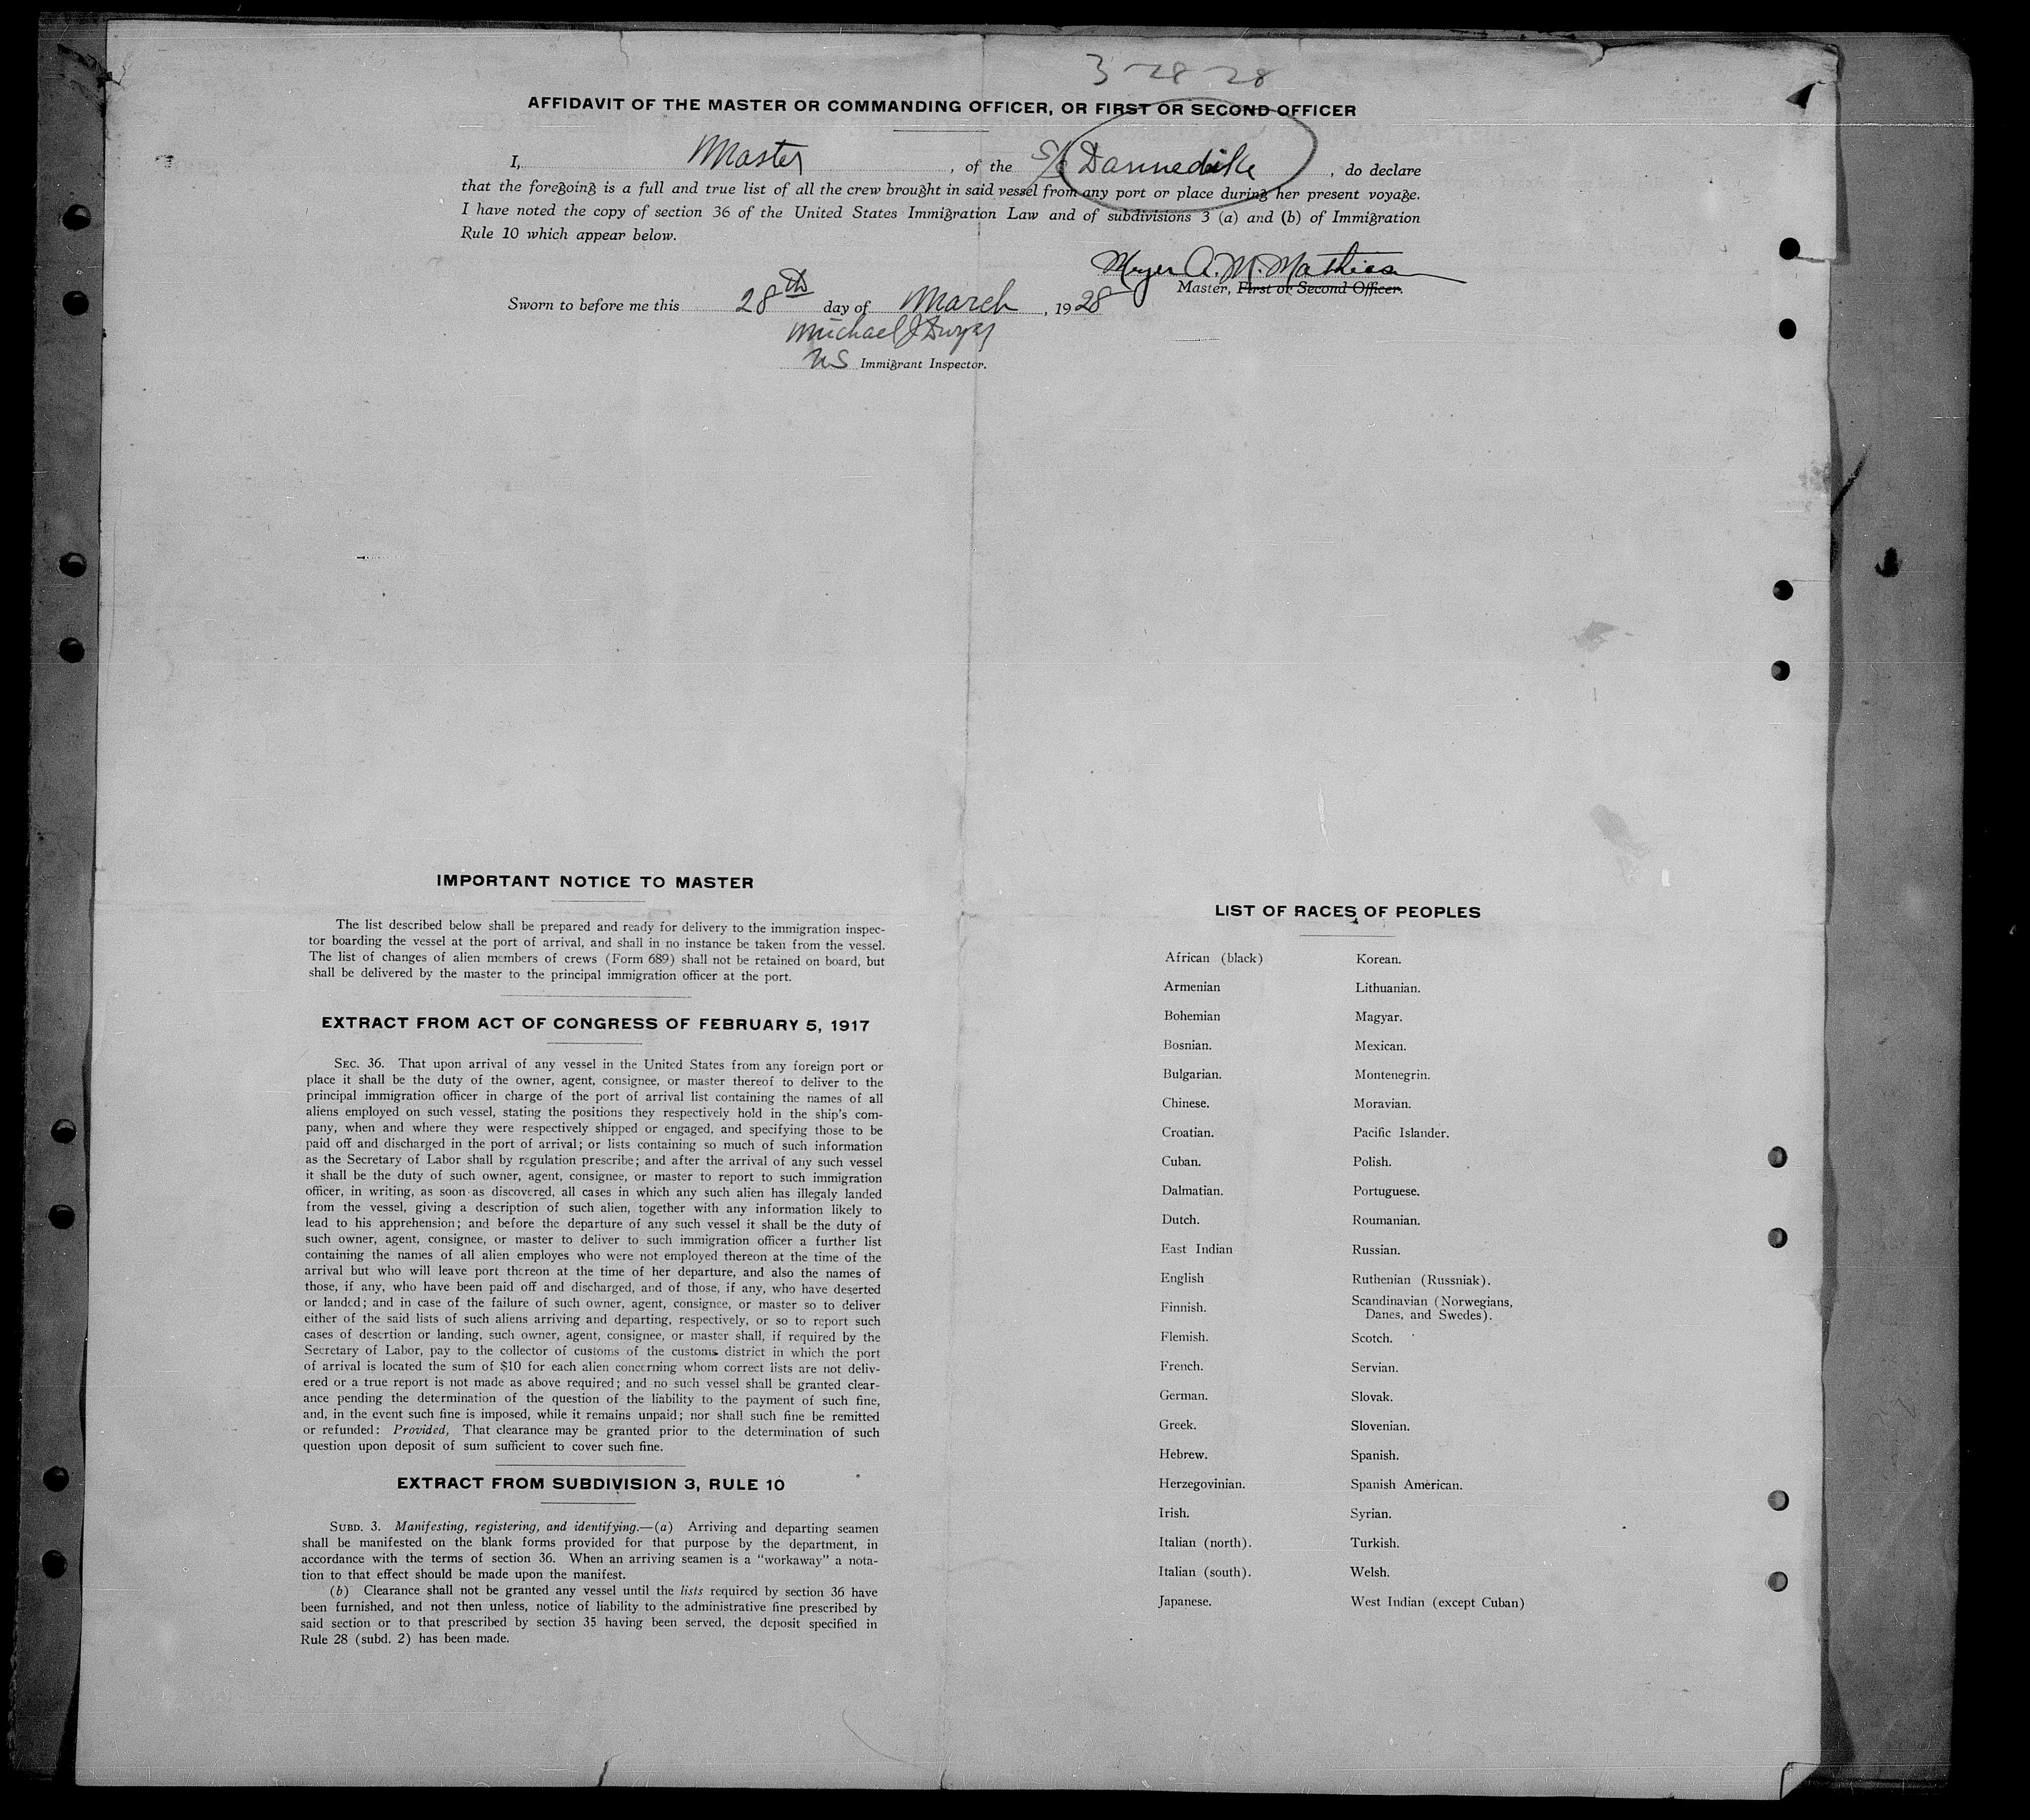 3-28-28
AFFIDAVIT OF THE MASTER OR COMMANDING OFFICER, OR FIRST OR SECOND OFFICER
I, Master, of the S/S Dannedike, do declare
that the foregoing is a full and true list of all the crew brought in said vessel from any port or place during her present voyage.
I have noted the copy of section 36 of the United States Immigration Law and of subdivisions 3 (a) and (b) of Immigration
Rule 10 which appear below.
A. M. Mathiesen
Master, First or Second Officer.
Sworn to before me this 28th day of March, 1928
Michael J
US Immigrant Inspector.
IMPORTANT NOTICE TO MASTER
The list described below shall be prepared and ready for delivery to the immigration inspec-
tor boarding the vessel at the port of arrival, and shall in no instance be taken from the vessel.
The list of changes of alien members of crews (Form 689) shall not be retained on board, but
shall be delivered by the master to the principal immigration officer at the port.
EXTRACT FROM ACT OF CONGRESS OF FEBRUARY 5, 1917
SEC. 36. That upon arrival of any vessel in the United States from any foreign port or
place it shall be the duty of the owner, agent, consignee, or master thereof to deliver to the
principal immigration officer in charge of the port of arrival list containing the names of all
aliens employed on such vessel, stating the positions they respectively hold in the ship's com-
pany, when and where they were respectively shipped or engaged, and specifying those to be
paid off and discharged in the port of arrival; or lists containing so much of such information
as the Secretary of Labor shall by regulation prescribe; and after the arrival of any such vessel
it shall be the duty of such owner, agent, consignee, or master to report to such immigration
officer, in writing, as soon as discovered, all cases in which any such alien has illegaly landed
from the vessel, giving a description of such alien, together with any information likely to
lead to his apprehension; and before the departure of any such vessel it shall be the duty of
such owner, agent, consignee, or master to deliver to such immigration officer a further list
containing the names of all alien employes who were not employed thereon at the time of the
arrival but who will leave port thereon at the time of her departure, and also the names of
those, if any, who have been paid off and discharged, and of those, if any, who have deserted
or landed; and in case of the failure of such owner, agent, consignee, or master so to deliver
either of the said lists of such aliens arriving and departing, respectively, or so to report such
cases of desertion or landing, such owner, agent, consignee, or master shall, if required by the
Secretary of Labor, pay to the collector of customs of the customs district in which the port
of arrival is located the sum of $10 for each alien concerning whom correct lists are not deliv-
ered or a true report is not made as above required; and no such vessel shall be granted clear-
ance pending the determination of the question of the liability to the payment of such fine,
and, in the event such fine is imposed, while it remains unpaid; nor shall such fine be remitted
or refunded: Provided, That clearance may be granted prior to the determination of such
question upon deposit of sum sufficient to cover such fine.
EXTRACT FROM SUBDIVISION 3, RULE 10
SUBD. 3. Manifesting, registering, and identifying.—(a) Arriving and departing seamen
shall be manifested on the blank forms provided for that purpose by the department, in
accordance with the terms of section 36. When an arriving seamen is a "workaway" a nota-
tion to that effect should be made upon the manifest.
(b) Clearance shall not be granted any vessel until the lists required by section 36 have
been furnished, and not then unless, notice of liability to the administrative fine prescribed by
said section or to that prescribed by section 35 having been served, the deposit specified in
Rule 28 (subd. 2) has been made.
LIST OF RACES OF PEOPLES
African (black)
Armenian
Bohemian
Bosnian.
Bulgarian.
Chinese.
Croatian.
Cuban.
Dalmatian.
Dutch.
East Indian
English
Finnish.
Flemish.
French.
German.
Greek.
Hebrew.
Herzegovinian.
Irish.
Italian (north).
Italian (south).
Japanese.
Korean.
Lithuanian.
Magyar.
Mexican.
Montenegrin.
Moravian.
Pacific Islander.
Polish.
Portuguese.
Roumanian.
Russian.
Ruthenian (Russniak).
Scandinavian (Norwegians,
Danes, and Swedes).
Scotch.
Servian.
Slovak.
Slovenian.
Spanish.
Spanish American.
Syrian.
Turkish.
Welsh.
West Indian (except Cuban)